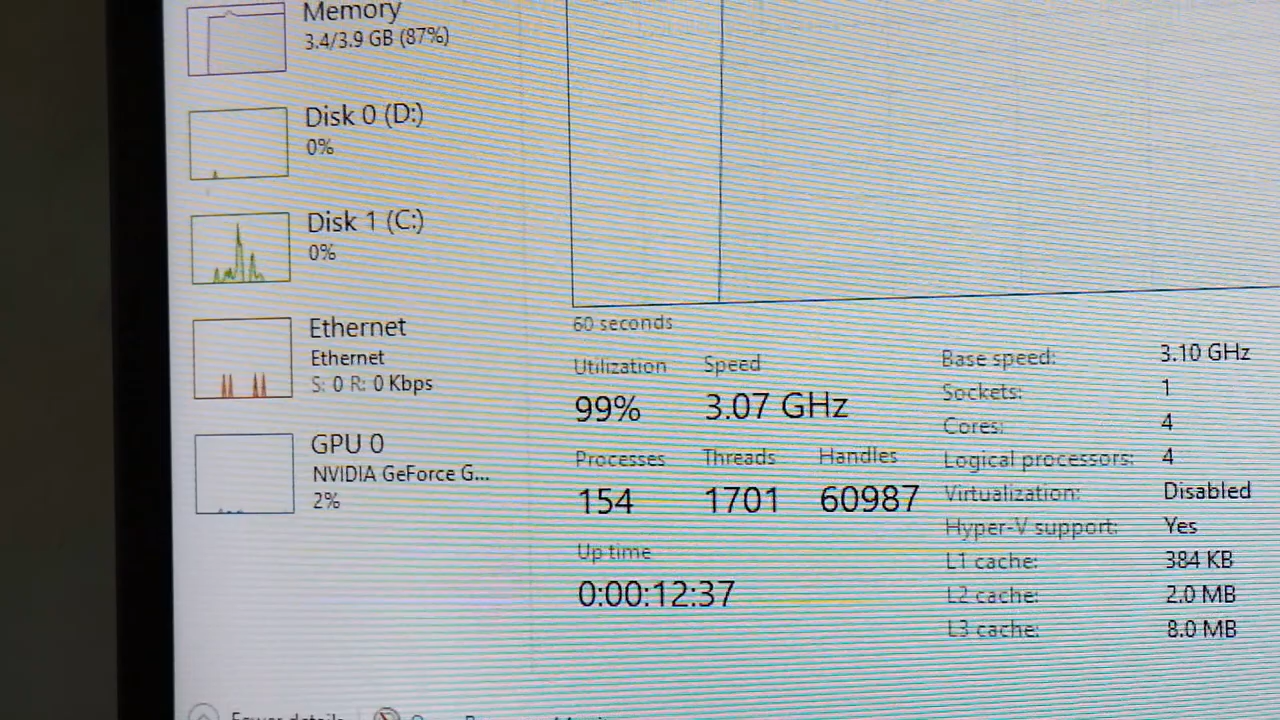 Memory
3.4/3.9 GB (87%)
Disk 0 (D:)
0%
Disk 1 (C:)
0%
Ethernet
Ethernet
S: 0 R: 0 Kbps
GPU 0
NVIDIA GeForce G...
2%
60 seconds
Utilization Speed
99% 3.07 GHz
Processes Threads Handles
154 1701 60987
Up time
0:00:12:37
Base speed: 3.10 GHz
Sockets: 1
Cores: 4
Logical processors: 4
Virtualization: Disabled
Hyper-V support: Yes
L1 cache: 384 KB
L2 cache: 2.0 MB
L3 cache: 8.0 MB
Fewer details